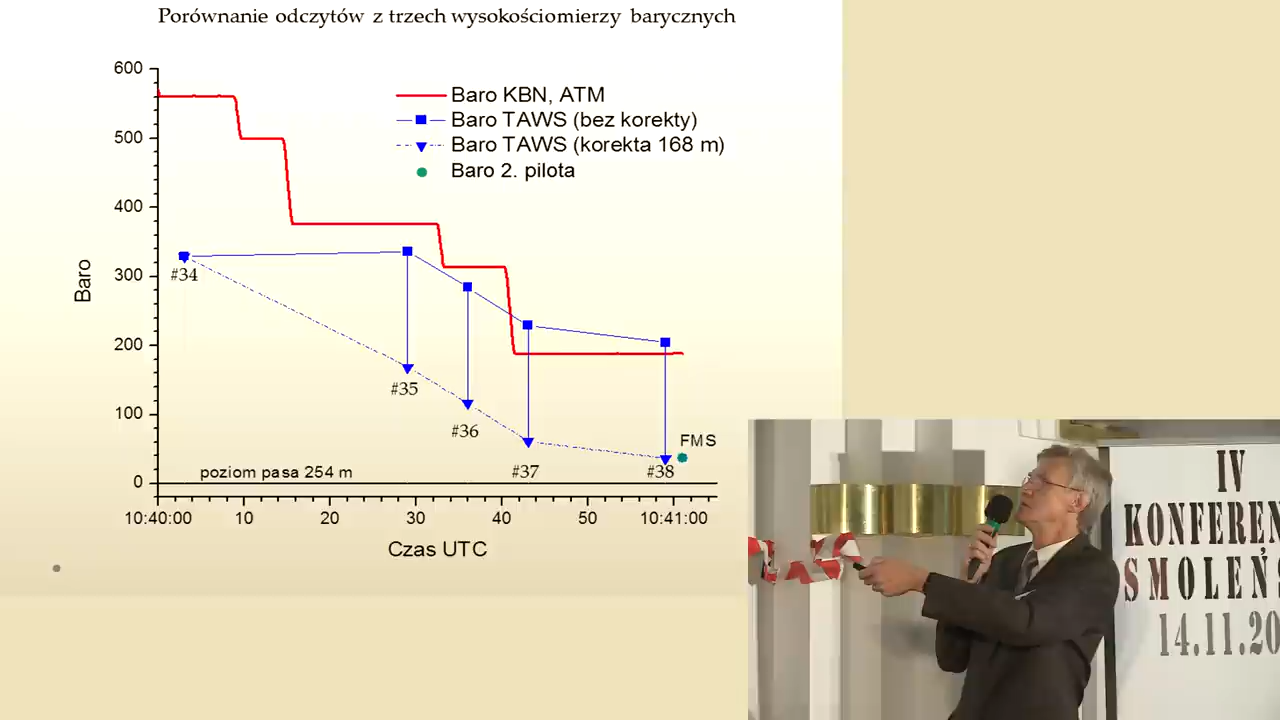 Porównanie odczytów z trzech wysokościomierzy barycznych
600
500
400
300
200
100
0
Baro
Baro KBN, ATM
Baro TAWS (bez korekty)
Baro TAWS (korekta 168 m)
Baro 2. pilota
#34
#35
#36
#37
#38
FMS
poziom pasa 254 m
10:40:00 10 20 30 40 50 10:41:00
Czas UTC
IV
KONFEREN
SMOLEŃS
14.11.20